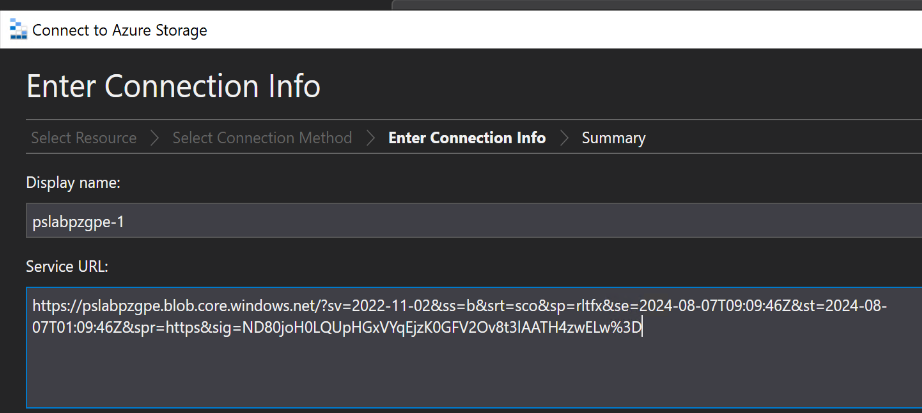 Connect to Azure Storage
Enter Connection Info
Select Resource > Select Connection Method > Enter Connection Info > Summary
Display name:
pslabpzgpe-1
Service URL:
https://pslabpzgpe.blob.core.windows.net/?sv=2022-11-02&ss=b&srt=sco&sp=rltfx&se=2024-08-07T09:09:46Z&st=2024-08-
07T01:09:46Z&spr=https&sig=ND80joH0LQUpHGxVYqEjzK0GFV2Ov8t3lAATH4zwELw%3D